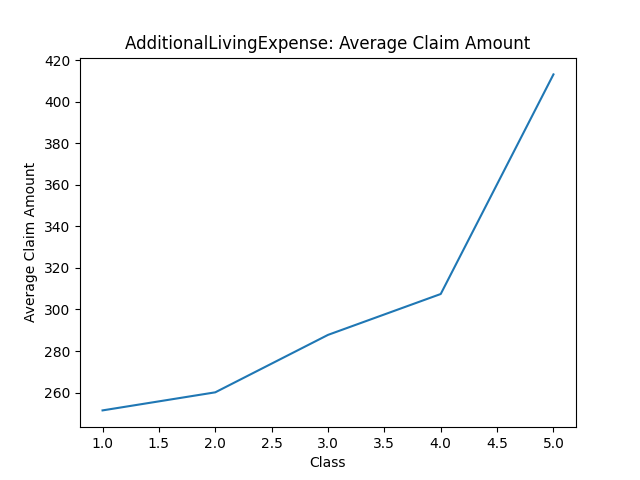 AdditionalLivingExpense: Average Claim Amount
420
400
380
360
340
320
300
280
260
Average Claim Amount
1.0 1.5 2.0 2.5 3.0 3.5 4.0 4.5 5.0
Class